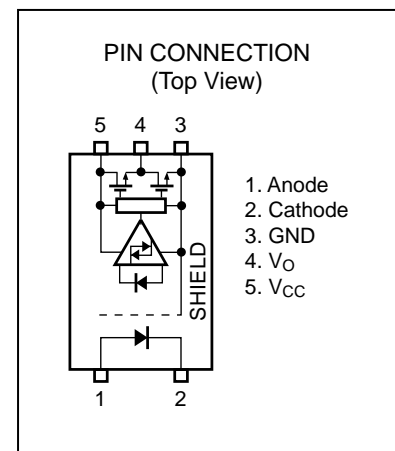 PIN CONNECTION
(Top View)
5 4 3
1. Anode
2. Cathode
3. GND
4. VO
5. VCC
SHIELD
1 2